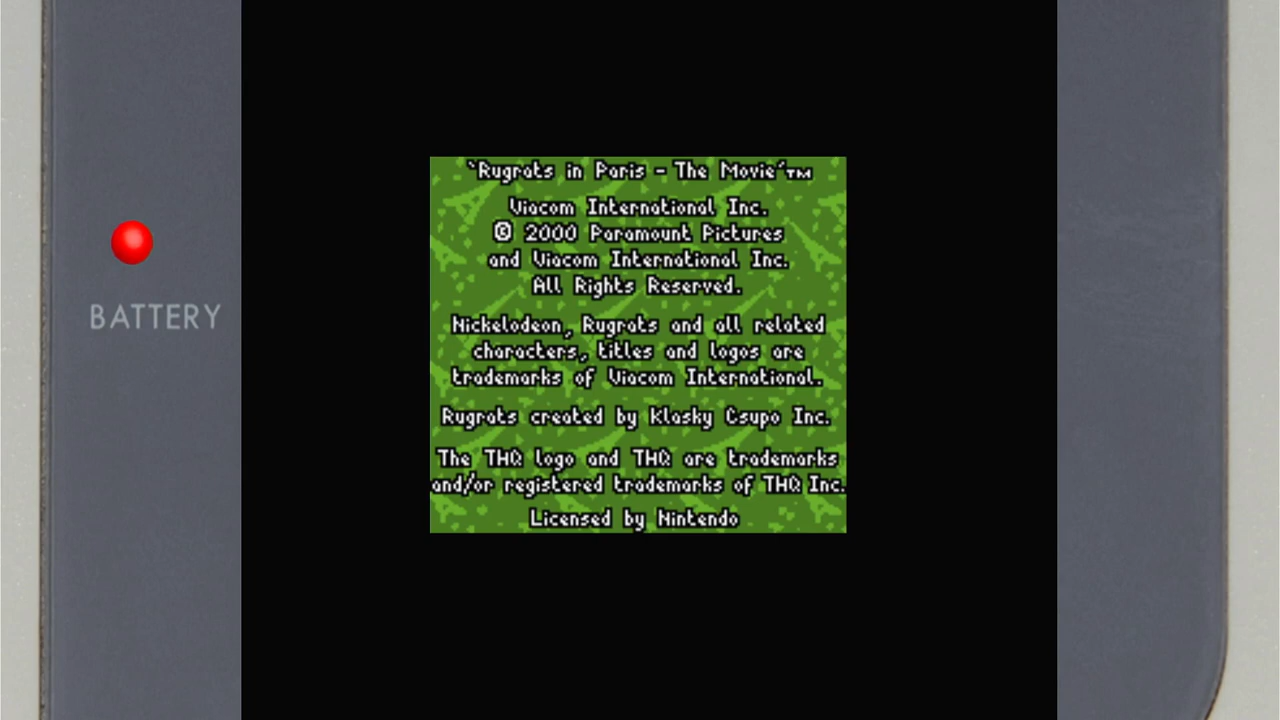 BATTERY
`Rugrats in Paris - The Movie´™
Viacom International Inc.
© 2000 Paramount Pictures
and Viacom International Inc.
All Rights Reserved.
Nickelodeon, Rugrats and all related
characters, titles and logos are
trademarks of Viacom International.
Rugrats created by Klasky Csupo Inc.
The THQ logo and THQ are trademarks
and/or registered trademarks of THQ Inc.
Licensed by Nintendo